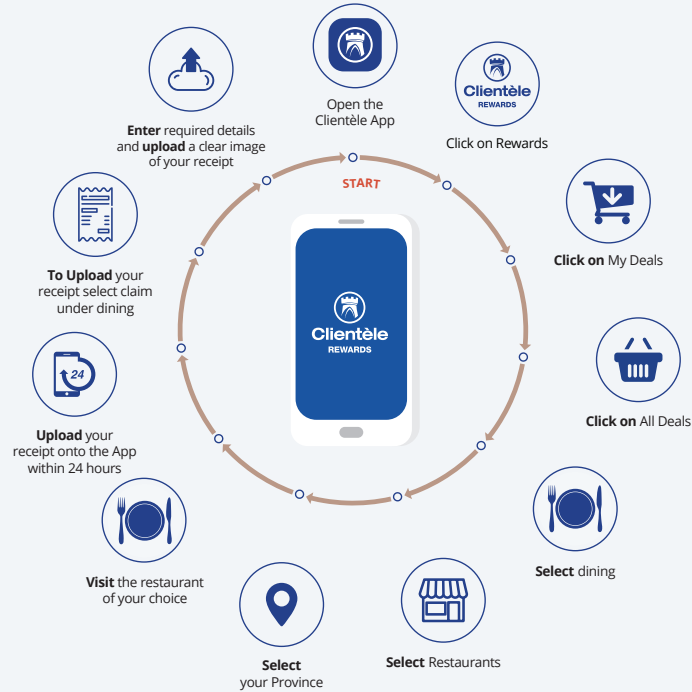 Open the
Clientèle App
START
Clientèle
REWARDS
Click on Rewards
Click on My Deals
Click on All Deals
Select dining
Select Restaurants
Select
your Province
Visit the restaurant
of your choice
24
Upload your
receipt onto the App
within 24 hours
To Upload your
receipt select claim
under dining
Enter required details
and upload a clear image
of your receipt
Clientèle
REWARDS